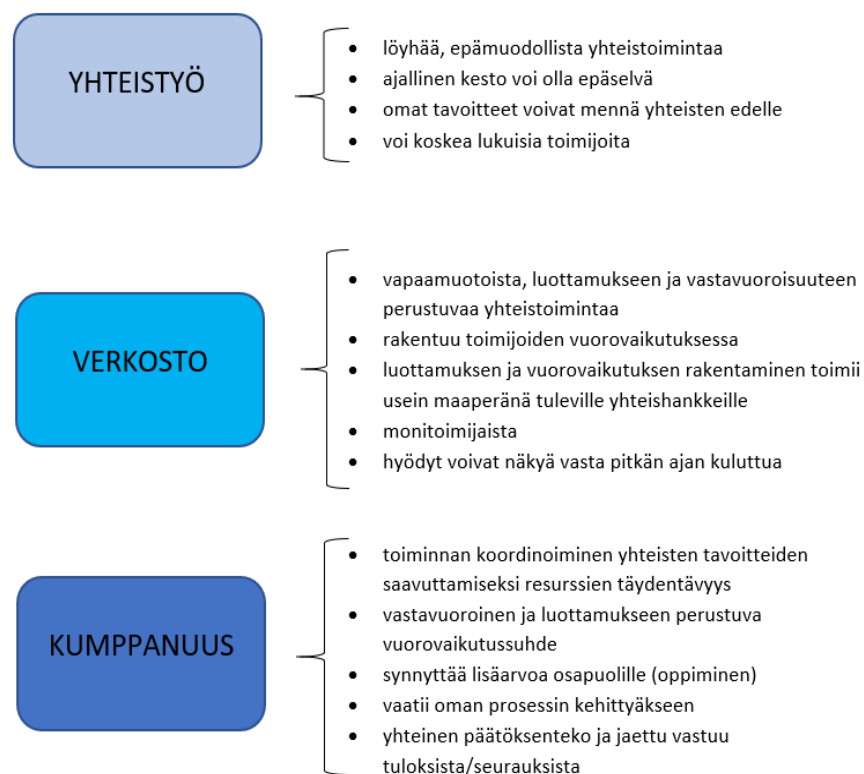 YHTEISTYÖ
• löyhää, epämuodollista yhteistoimintaa
• ajallinen kesto voi olla epäselvä
• omat tavoitteet voivat mennä yhteisten edelle
• voi koskea lukuisia toimijoita
VERKOSTO
• vapaamuotoista, luottamukseen ja vastavuoroisuuteen
perustuvaa yhteistoimintaa
• rakentuu toimijoiden vuorovaikutuksessa
• luottamuksen ja vuorovaikutuksen rakentaminen toimii
usein maaperänä tuleville yhteishankkeille
• monitoimijaista
• hyödyt voivat näkyä vasta pitkän ajan kuluttua
KUMPPANUUS
• toiminnan koordinoiminen yhteisten tavoitteiden
saavuttamiseksi resurssien täydentävyys
• vastavuoroinen ja luottamukseen perustuva
vuorovaikutussuhde
• synnyttää lisäarvoa osapuolille (oppiminen)
• vaatii oman prosessin kehittyäkseen
• yhteinen päätöksenteko ja jaettu vastuu
tuloksista/seurauksista